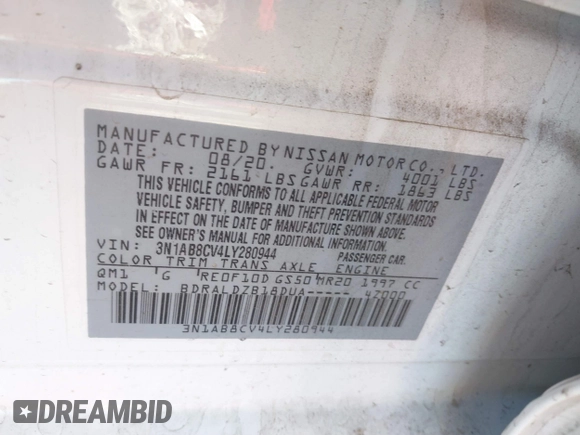 MANUFACTURED BY NISSAN MOTOR CO., LTD.
DATE: 08/20. GVWR: 4001 LBS
GAWR FR: 2161 LBS GAWR RR: 1863 LBS
THIS VEHICLE CONFORMS TO ALL APPLICABLE FEDERAL MOTOR
VEHICLE SAFETY, BUMPER AND THEFT PREVENTION STANDARDS
IN EFFECT ON THE DATE OF MANUFACTURE SHOWN ABOVE.
SEE OWNER'S MANUAL FOR ADDITIONAL INFORMATION
VIN: 3N1AB8CV4LY280944 PASSENGER CAR.
COLOR TRIM TRANS AXLE ENGINE
QM1 G RE0F10D GS50 MR20 1997 CC
MODEL: BDRALDZB18DUA---- 47000
3N1AB8CV4LY280944
DREAMBID